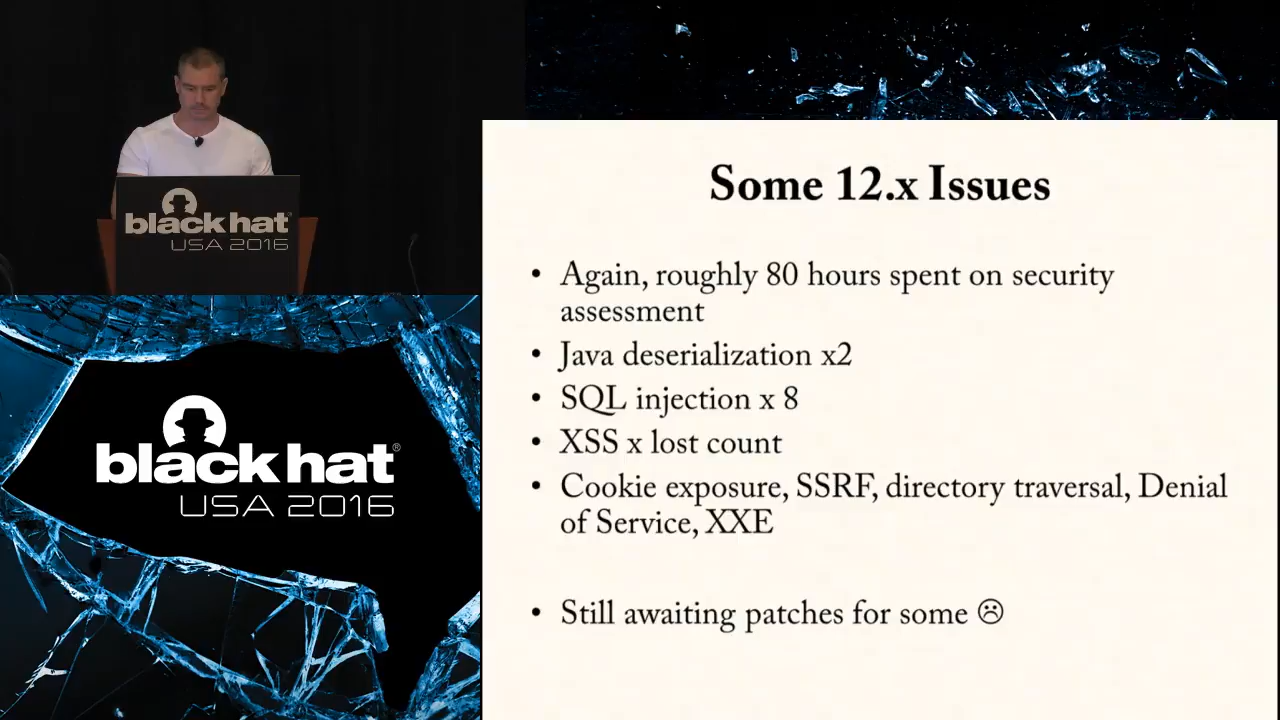 black hat
USA 2016
black hat®
USA 2016
Some 12.x Issues
• Again, roughly 80 hours spent on security
assessment
• Java deserialization x2
• SQL injection x 8
• XSS x lost count
• Cookie exposure, SSRF, directory traversal, Denial
of Service, XXE
• Still awaiting patches for some ☹